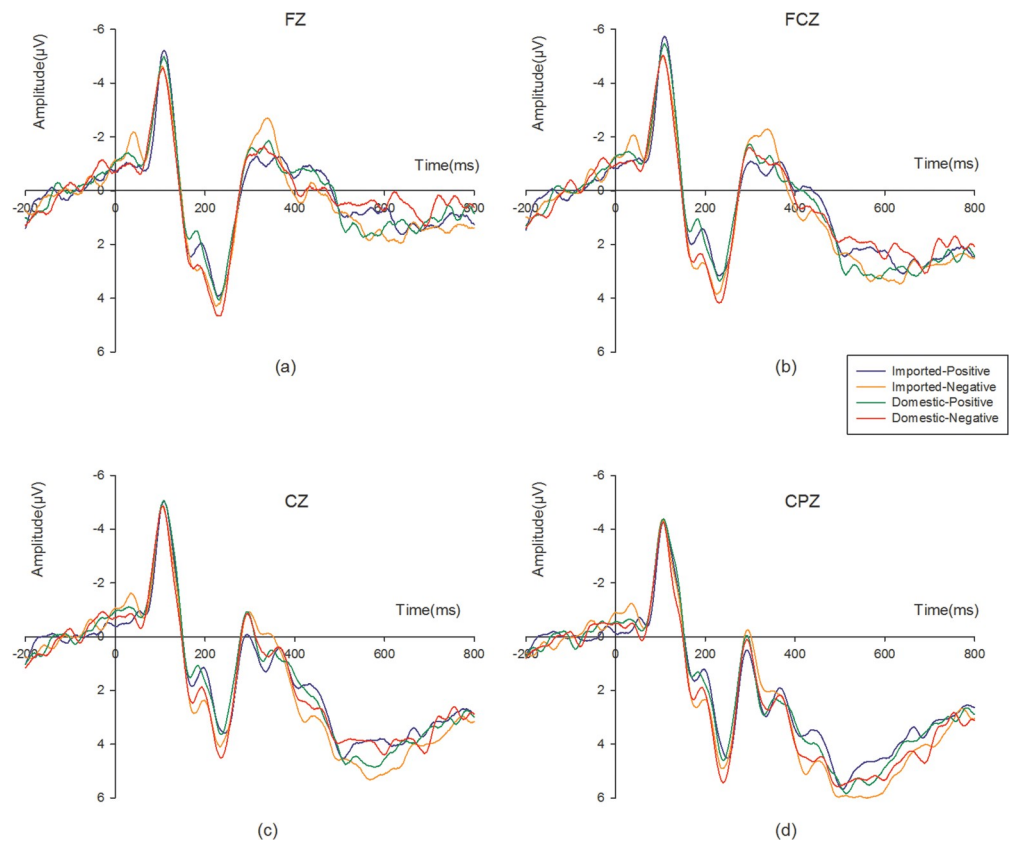 FZ
Amplitude(μV)
-6
-4
-2
0
2
4
6
-200
0
200
400
600
800
Time(ms)
(a)
FCZ
Amplitude(μV)
-6
-4
-2
0
2
4
6
-200
0
200
400
600
800
Time(ms)
(b)
Imported-Positive
Imported-Negative
Domestic-Positive
Domestic-Negative
CZ
Amplitude(μV)
-6
-4
-2
0
2
4
6
-200
0
200
400
600
800
Time(ms)
(c)
CPZ
Amplitude(μV)
-6
-4
-2
0
2
4
6
-200
0
200
400
600
800
Time(ms)
(d)